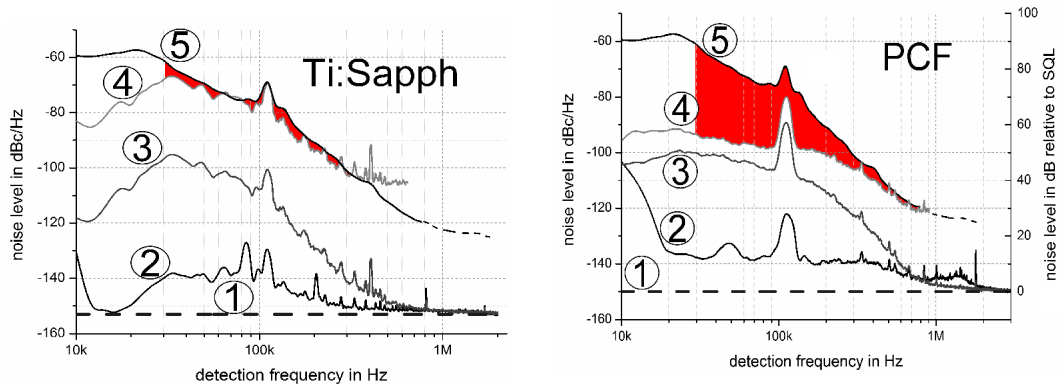 Ti:Sapph
5
4
3
2
1
-60
-80
-100
-120
-140
-160
noise level in dBc/Hz
10k
100k
1M
detection frequency in Hz
PCF
5
4
3
2
1
-60
-80
-100
-120
-140
-160
noise level in dBc/Hz
100
80
60
40
20
0
noise level in dB relative to SQL
10k
100k
1M
detection frequency in Hz